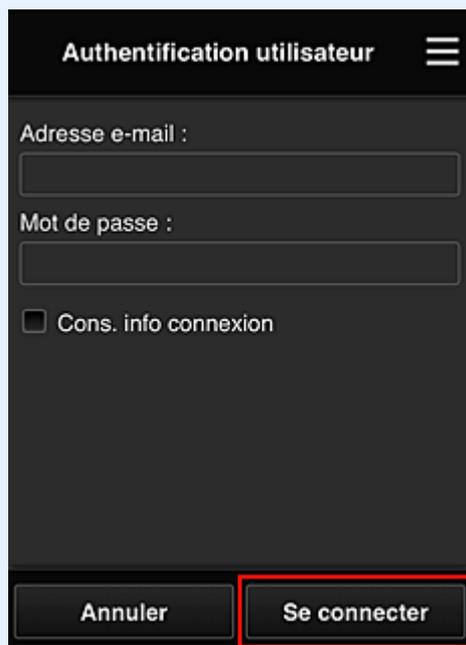 Authentification utilisateur
Adresse e-mail :
Mot de passe :
Cons. info connexion
Annuler
Se connecter